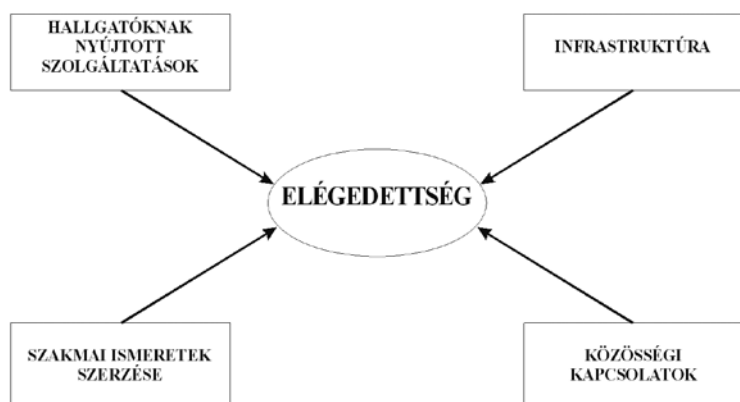 HALLGATÓKNAK
NYÚJTOTT
SZOLGÁLTATÁSOK
INFRASTRUKTÚRA
ELÉGEDETTSÉG
SZAKMAI ISMERETEK
SZERZÉSE
KÖZÖSSÉGI
KAPCSOLATOK